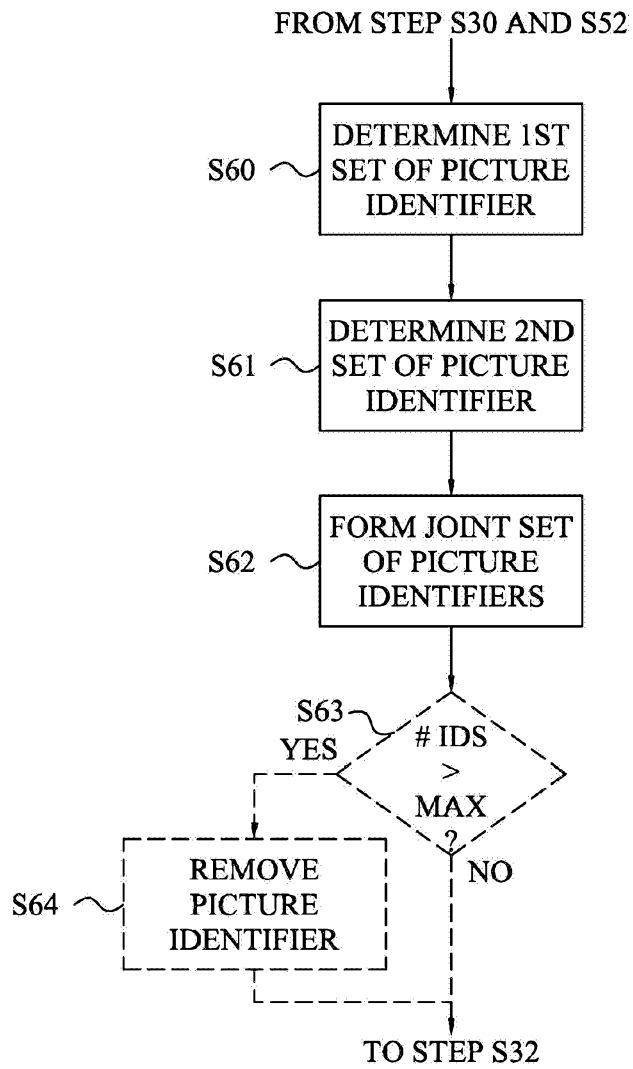 FROM STEP S30 AND S52
DETERMINE 1ST
SET OF PICTURE
IDENTIFIER
S60
DETERMINE 2ND
SET OF PICTURE
IDENTIFIER
S61
FORM JOINT SET
OF PICTURE
IDENTIFIERS
S62
S63
# IDS
>
MAX
?
YES
NO
REMOVE
PICTURE
IDENTIFIER
S64
TO STEP S32